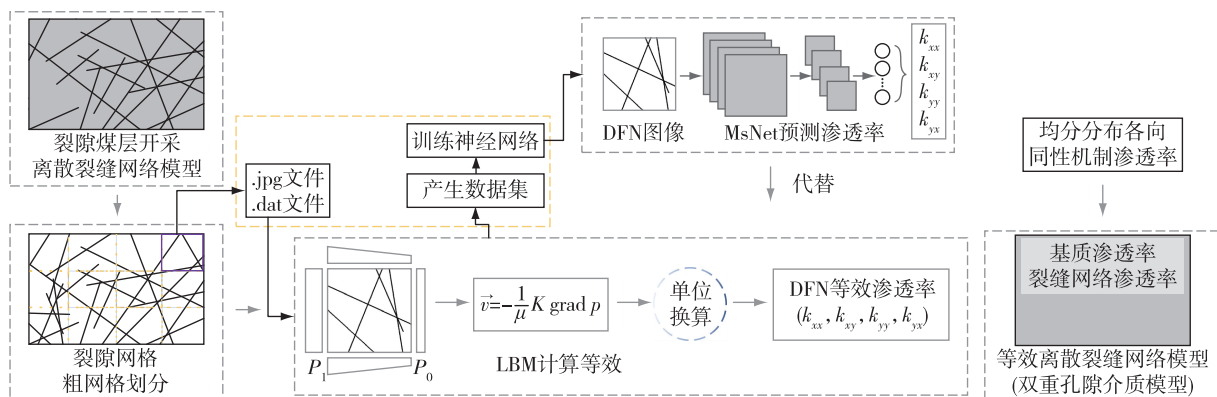 裂隙煤层开采
离散裂缝网络模型
裂隙网格
粗网格划分
.jpg文件
.dat文件
训练神经网络
产生数据集
DFN图像
MsNet预测渗透率
k_xx
k_xy
k_yy
k_yx
代替
P_1
P_0
v⃗=-1/μ K grad p
LBM计算等效
单位
换算
DFN等效渗透率
(k_xx, k_xy, k_yy, k_yx)
均分分布各向
同性机制渗透率
基质渗透率
裂缝网络渗透率
等效离散裂缝网络模型
(双重孔隙介质模型)